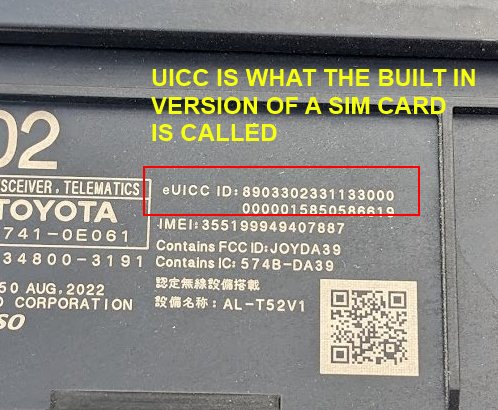 UICC IS WHAT THE BUILT IN
VERSION OF A SIM CARD
IS CALLED
02
SCEIVER, TELEMATICS
TOYOTA
741-0E061
34800-3191
50 AUG, 2022
O CORPORATION
SO
eUICC ID: 8903302331133000
0000015850586619
IMEI: 355199949407887
Contains FCC ID: JOYDA39
Contains IC: 574B-DA39
認定無線設備搭載
設備名称: AL-T52V1